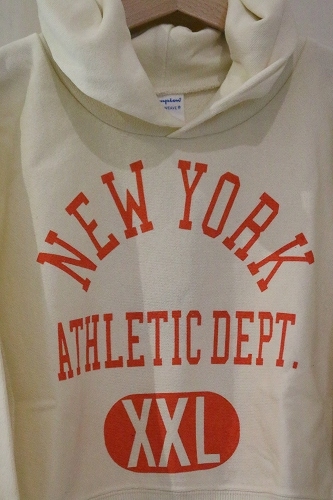 NEW YORK
ATHLETIC DEPT.
XXL